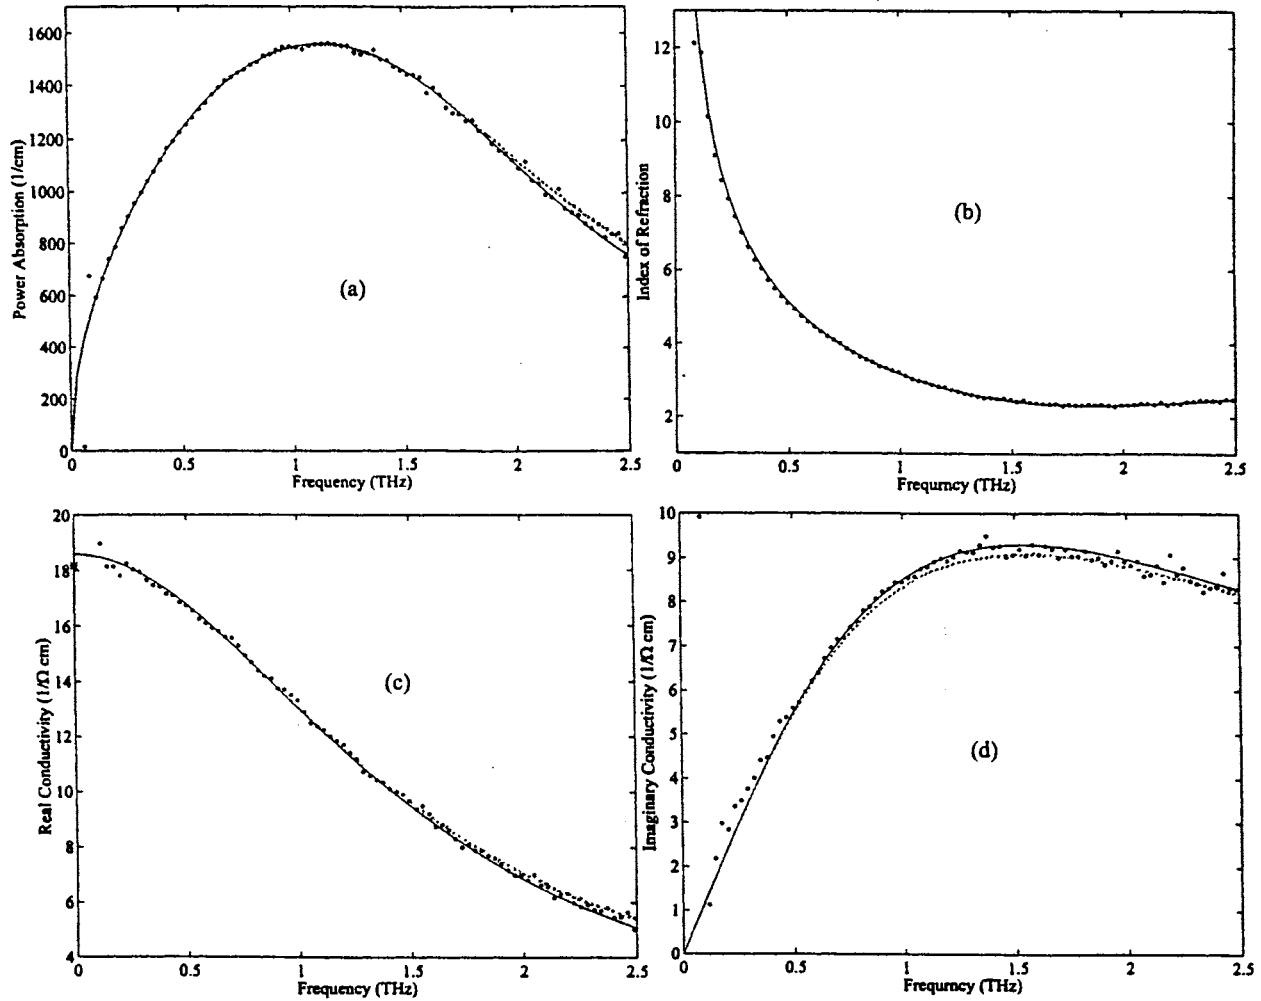 1600
1400
1200
1000
800
600
400
200
0
Power Absorption (1/cm)
(a)
0 0.5 1 1.5 2 2.5
Frequency (THz)
12
10
8
6
4
2
Index of Refraction
(b)
0 0.5 1 1.5 2 2.5
Frequrncy (THz)
20
18
16
14
12
10
8
6
4
Real Conductivity (1/Ω cm)
(c)
0 0.5 1 1.5 2 2.5
Frequency (THz)
10
9
8
7
6
5
4
3
2
1
0
Imaginary Conductivity (1/Ω cm)
(d)
0 0.5 1 1.5 2 2.5
Frequrncy (THz)